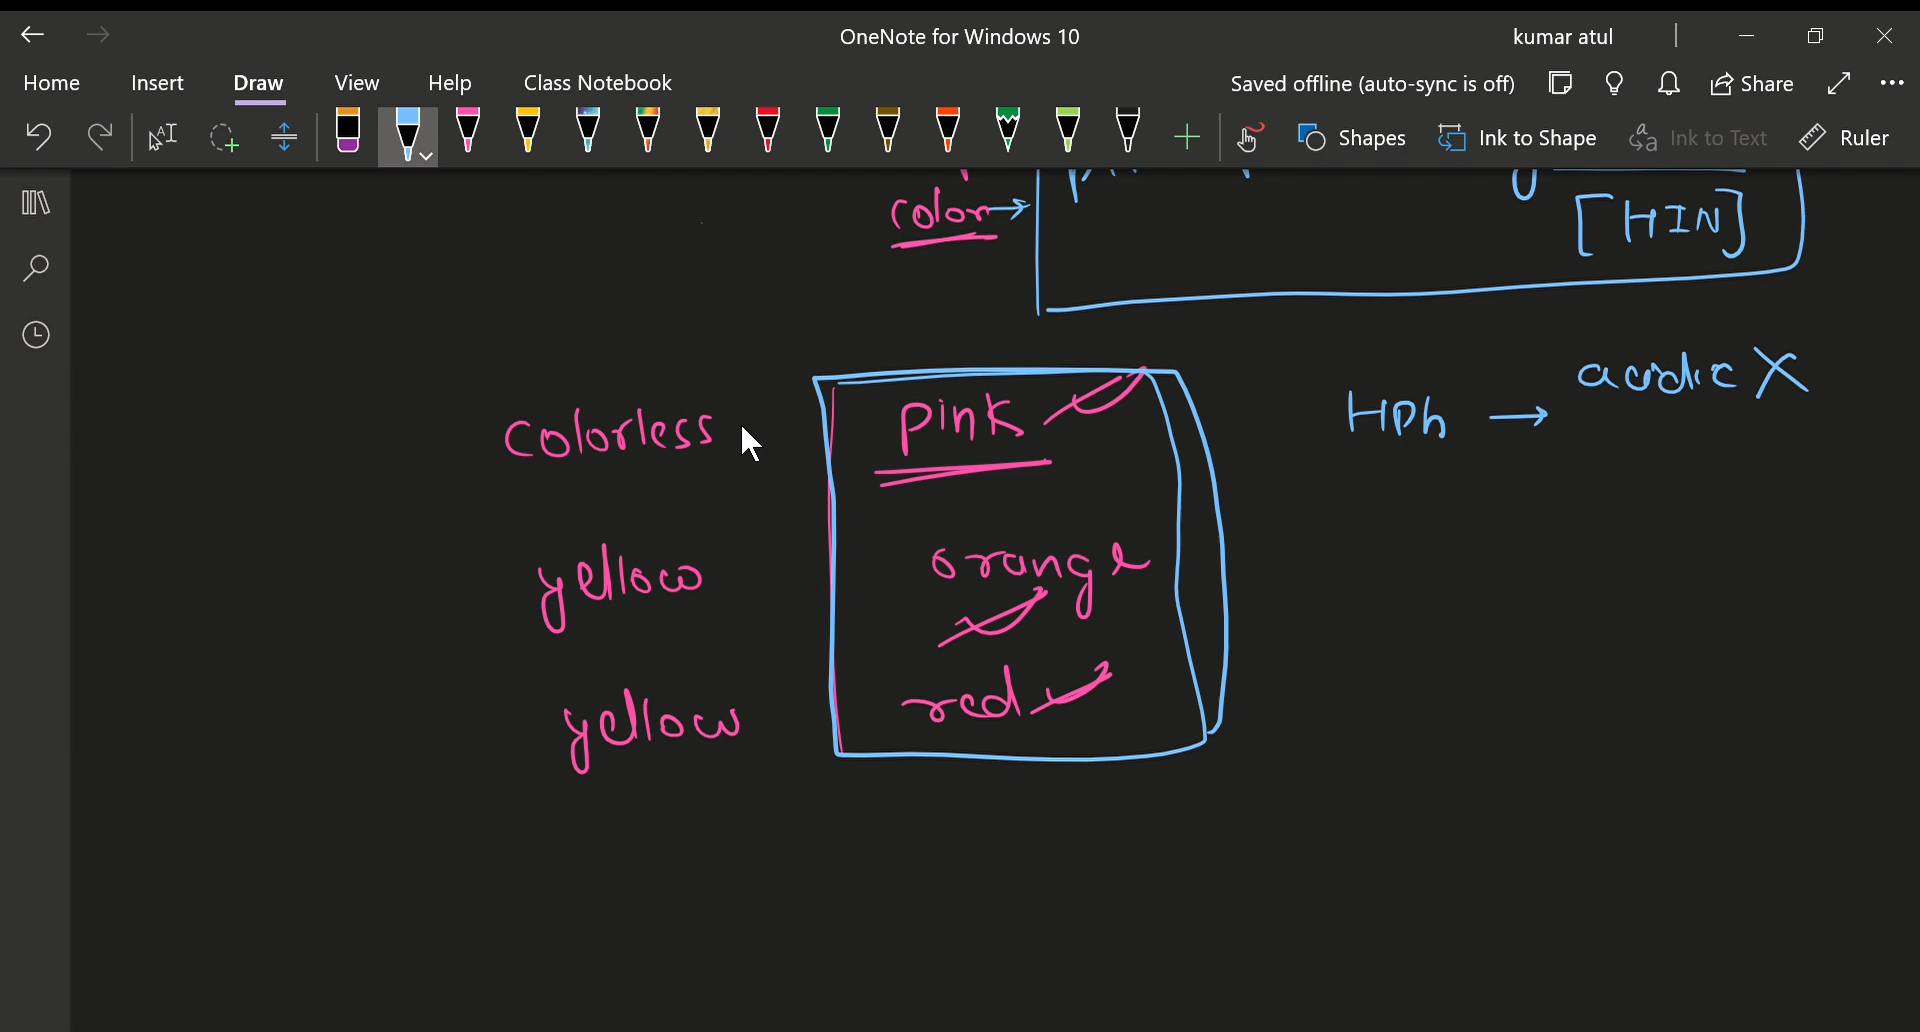 OneNote for Windows 10
kumar atul
Home Insert Draw View Help Class Notebook
Saved offline (auto-sync is off) Share
Shapes Ink to Shape Ink to Text Ruler
color → [HIN]
acidic X
colorless pink HPh →
yellow orange
yellow red